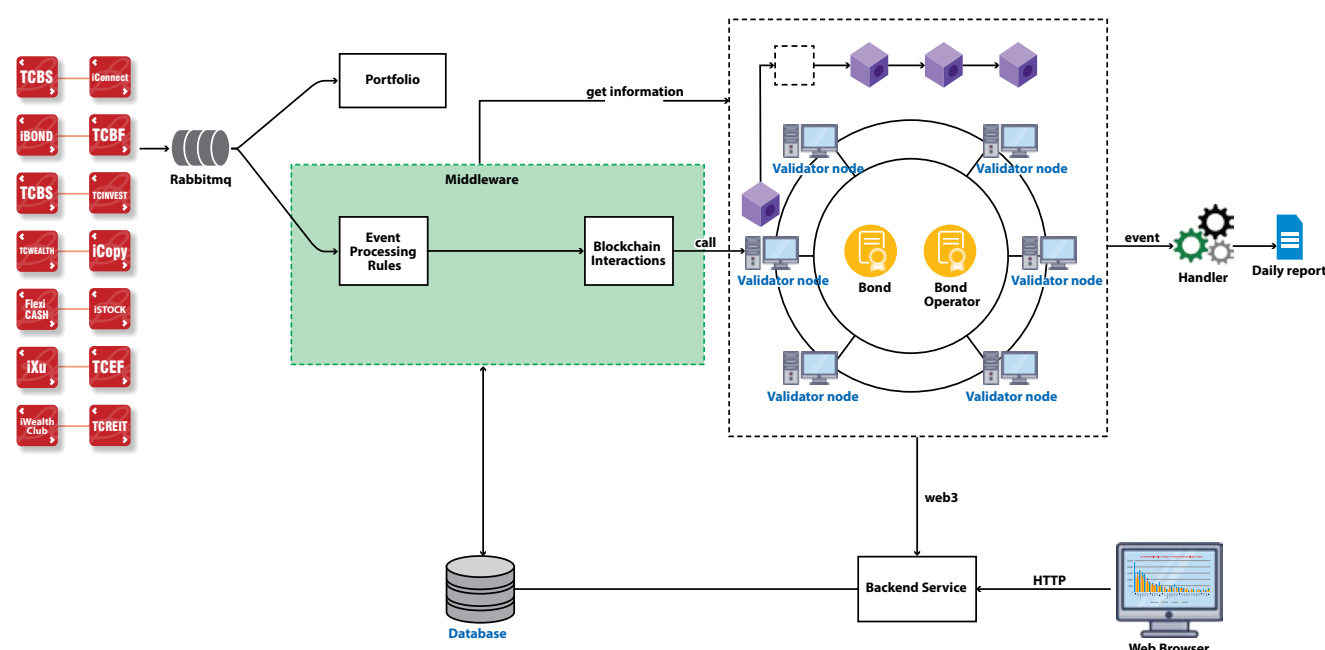 TCBS
iConnect
iBOND
TCBF
TCBS
TCINVEST
TCWEALTH
iCopy
Flexi
CASH
iSTOCK
iXu
TCEF
iWealth
Club
TCREIT
Rabbitmq
Portfolio
get information
Middleware
Event
Processing
Rules
Blockchain
Interactions
call
Validator node
Validator node
Validator node
Validator node
Validator node
Validator node
Bond
Bond
Operator
event
Handler
Daily report
web3
Database
Backend Service
HTTP
Web Browser